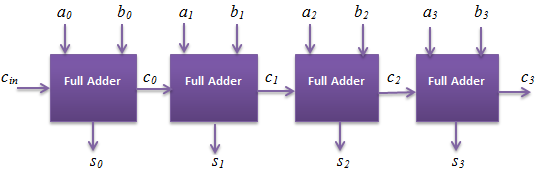 a0 b0 a1 b1 a2 b2 a3 b3
cin Full Adder c0 Full Adder c1 Full Adder c2 Full Adder c3
s0 s1 s2 s3